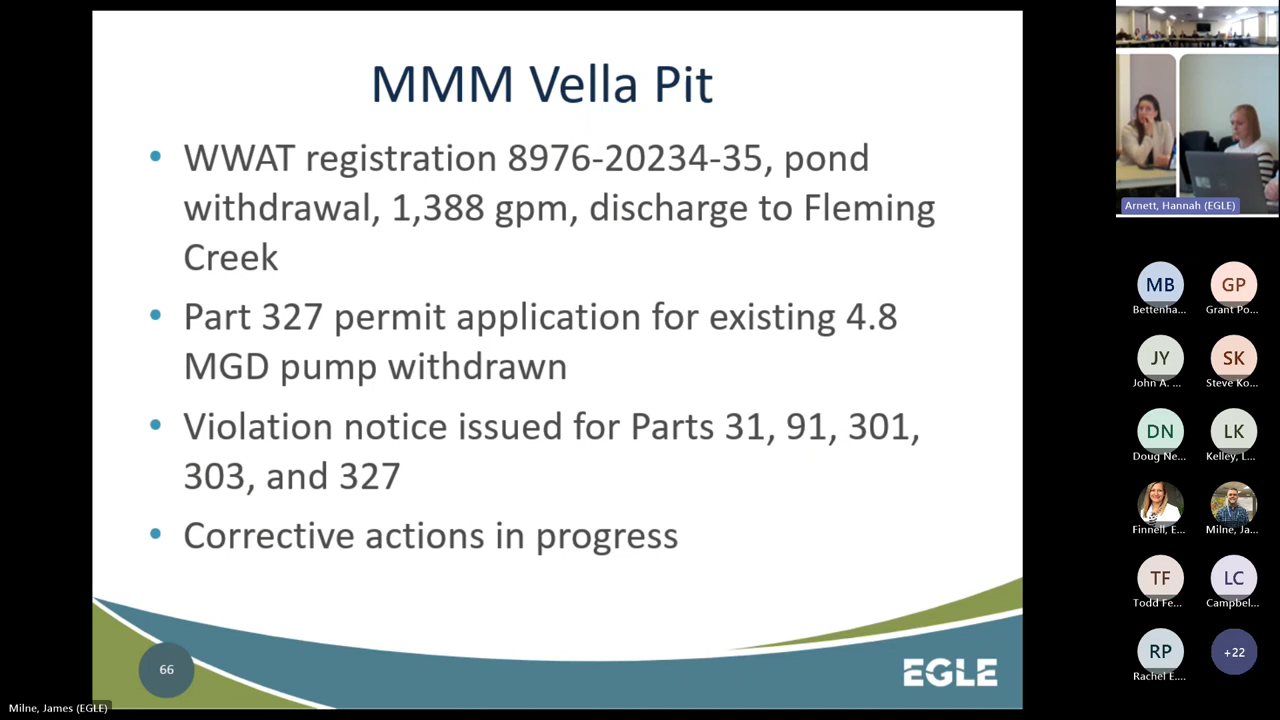 MMM Vella Pit
• WWAT registration 8976-20234-35, pond
withdrawal, 1,388 gpm, discharge to Fleming
Creek
• Part 327 permit application for existing 4.8
MGD pump withdrawn
• Violation notice issued for Parts 31, 91, 301,
303, and 327
• Corrective actions in progress
66
EGLE
Milne, James (EGLE)
Arnett, Hannah (EGLE)
MB
Bettenha...
GP
Grant Po...
JY
John A. ...
SK
Steve Ko...
DN
Doug Ne...
LK
Kelley, L...
Finnell, E...
Milne, Ja...
TF
Todd Fe...
LC
Campbel...
RP
Rachel E....
+22